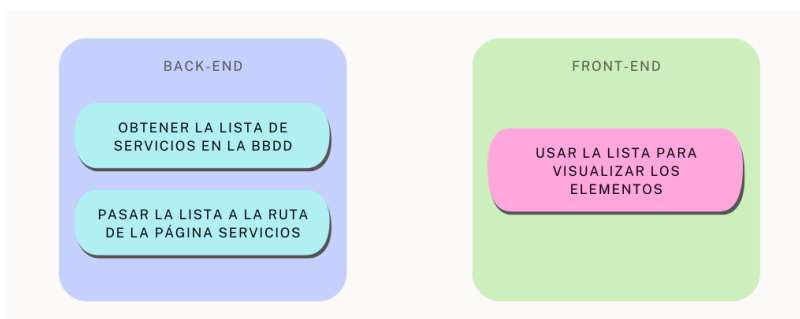 BACK-END
OBTENER LA LISTA DE
SERVICIOS EN LA BBDD
PASAR LA LISTA A LA RUTA
DE LA PÁGINA SERVICIOS
FRONT-END
USAR LA LISTA PARA
VISUALIZAR LOS
ELEMENTOS